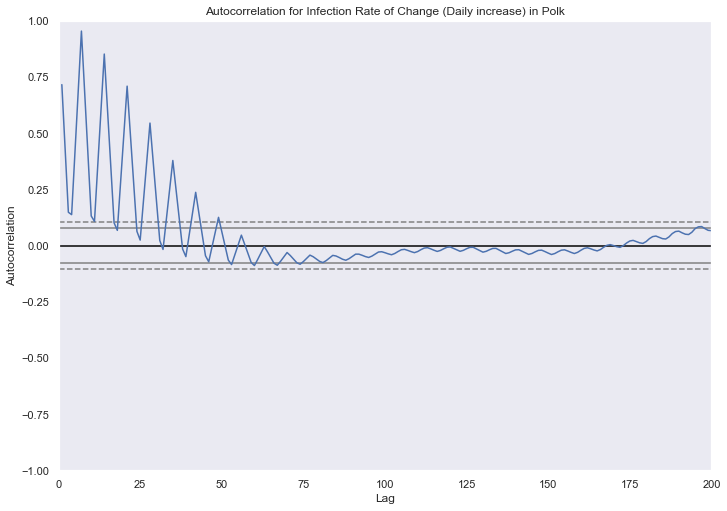 Autocorrelation for Infection Rate of Change (Daily increase) in Polk
1.00
0.75
0.50
0.25
0.00
−0.25
−0.50
−0.75
−1.00
Autocorrelation
0 25 50 75 100 125 150 175 200
Lag